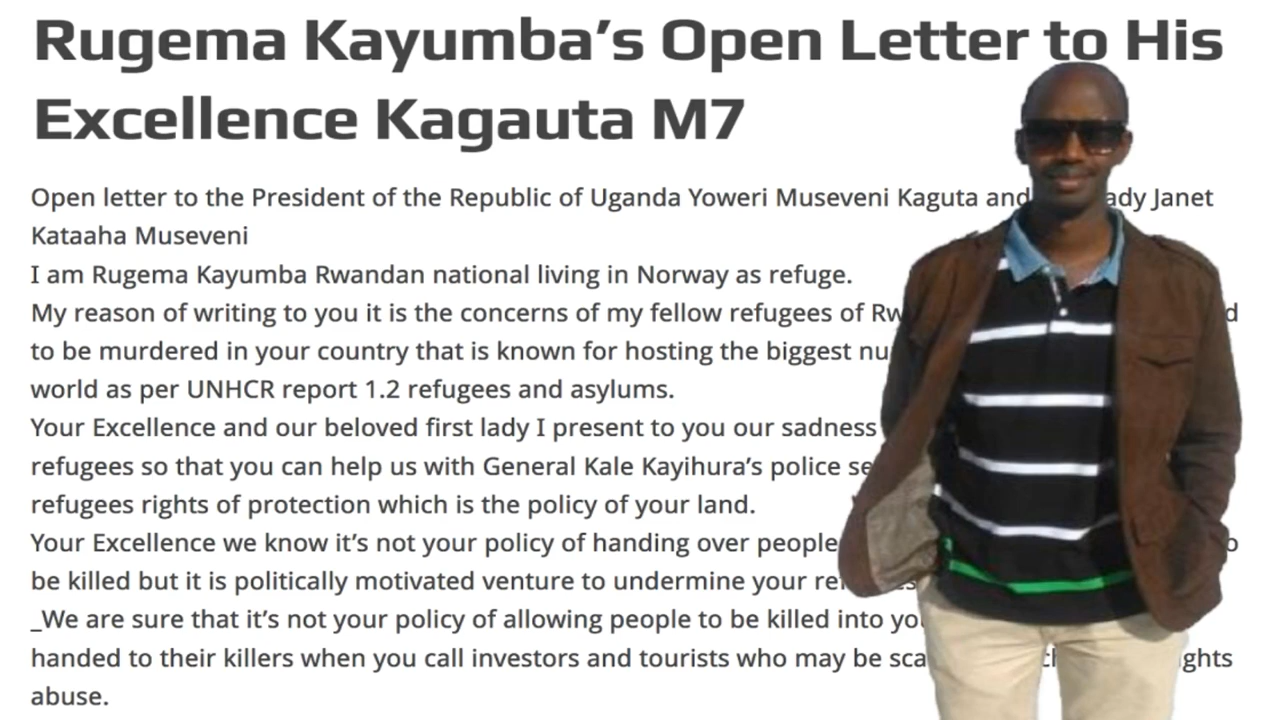 Rugema Kayumba’s Open Letter to His
Excellence Kagauta M7
Open letter to the President of the Republic of Uganda Yoweri Museveni Kaguta and Janet
Kataaha Museveni
I am Rugema Kayumba Rwandan national living in Norway as refuge.
My reason of writing to you it is the concerns of my fellow refugees of
to be murdered in your country that is known for hosting the biggest
world as per UNHCR report 1.2 refugees and asylums.
Your Excellence and our beloved first lady I present to you our sadness
refugees so that you can help us with General Kale Kayihura’s police
refugees rights of protection which is the policy of your land.
Your Excellence we know it’s not your policy of handing over people
be killed but it is politically motivated venture to undermine your
_We are sure that it’s not your policy of allowing people to be killed into
handed to their killers when you call investors and tourists who may be
abuse.